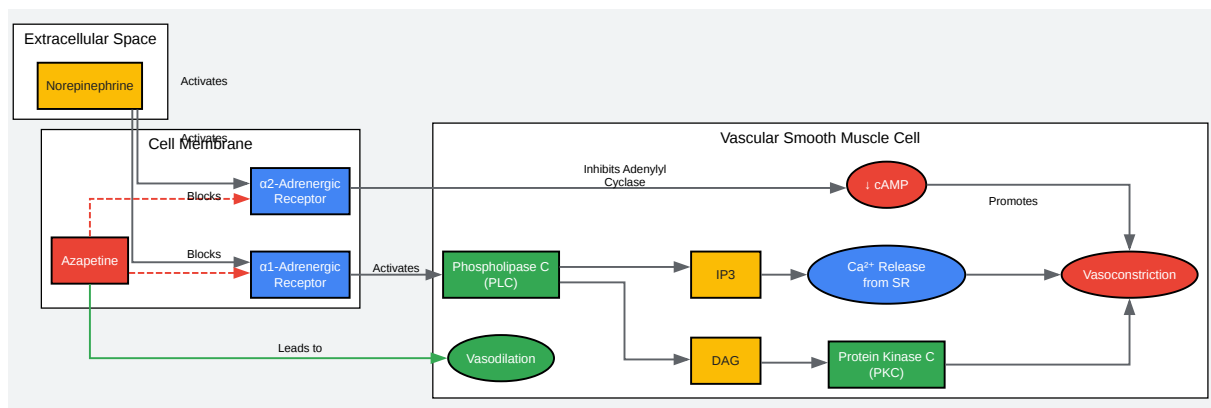 Extracellular Space
Norepinephrine
Activates
Activates
Cell Membrane
Vascular Smooth Muscle Cell
α2-Adrenergic
Receptor
Blocks
Inhibits Adenylyl
Cyclase
↓ cAMP
Promotes
Azapetine
Blocks
α1-Adrenergic
Receptor
Activates
Phospholipase C
(PLC)
IP3
Ca²⁺ Release
from SR
Vasoconstriction
Leads to
Vasodilation
DAG
Protein Kinase C
(PKC)